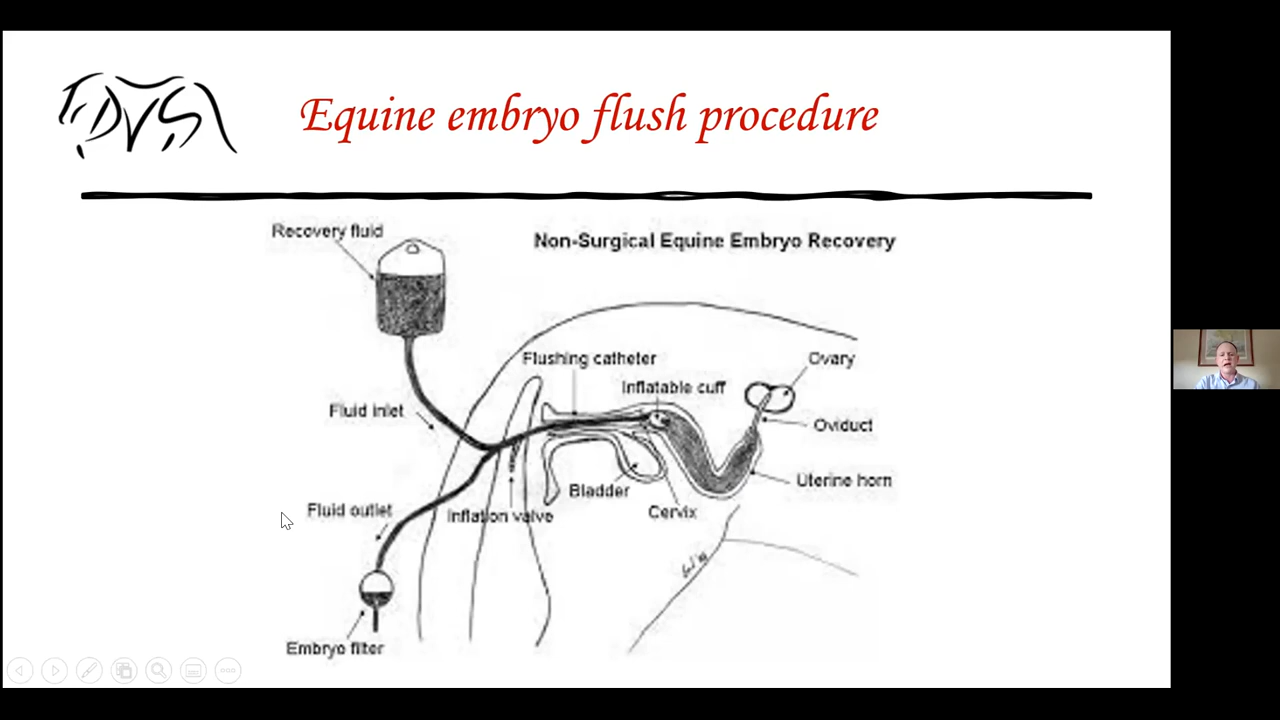 EDVS
Equine embryo flush procedure
Recovery fluid
Non-Surgical Equine Embryo Recovery
Flushing catheter
Ovary
Inflatable cuff
Fluid inlet
Oviduct
Uterine horn
Bladder
Fluid outlet
Inflation valve
Cervix
Embryo filter